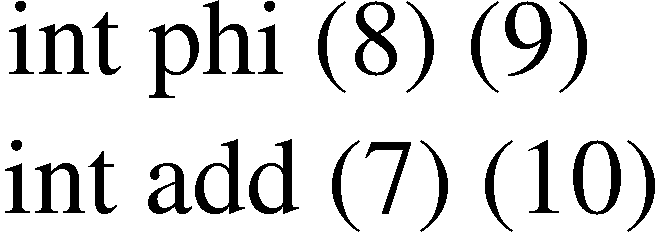 int phi (8) (9)
int add (7) (10)